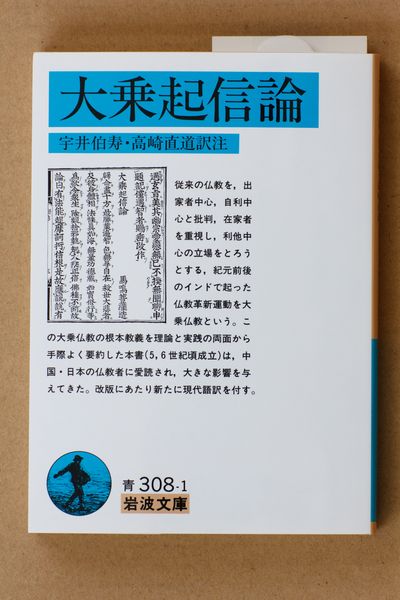 大乗起信論
宇井伯寿・高崎直道訳注
大乗起信論
馬鳴菩薩造
従来の仏教を，出
家者中心，自利中
心と批判，在家者
を重視し，利他中
心の立場をとろう
とする，紀元前後
のインドで起った
仏教革新運動を大
乗仏教という。こ
の大乗仏教の根本教義を理論と実践の両面から
手際よく要約した本書(5,6世紀頃成立)は，中
国・日本の仏教者に愛読され，大きな影響を与
えてきた。改版にあたり新たに現代語訳を付す。
青 308-1
岩波文庫